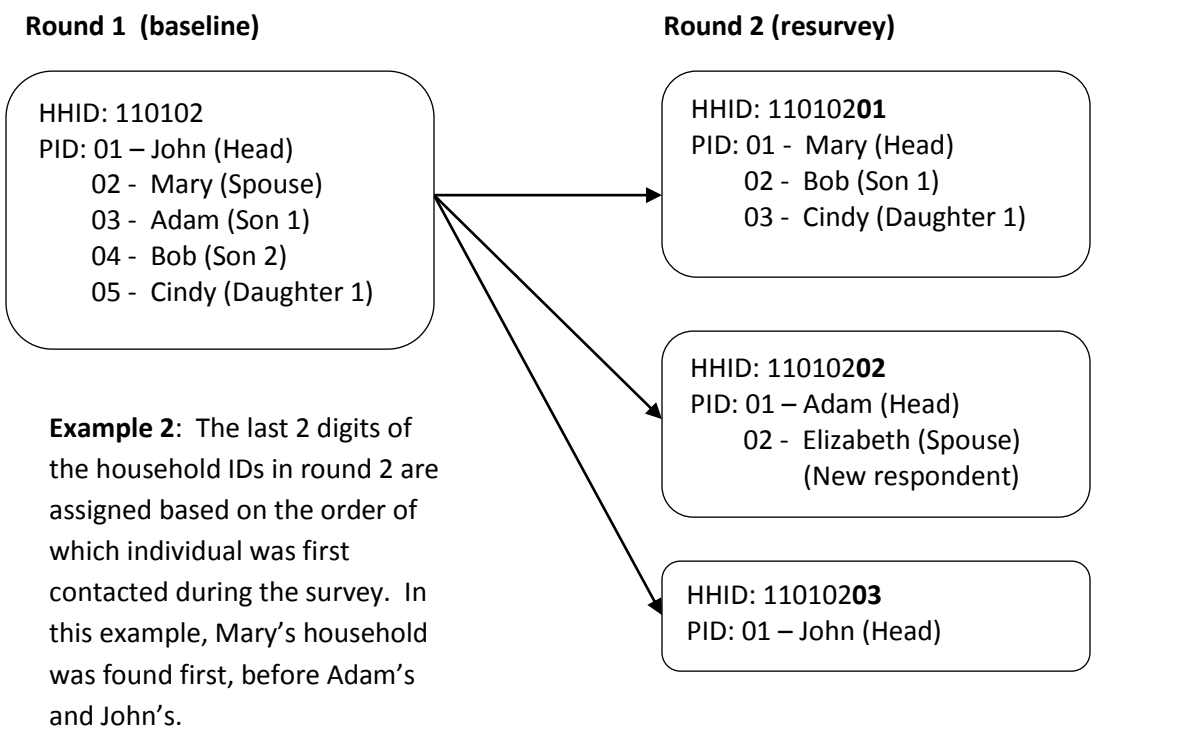 Round 1  (baseline)
HHID: 110102
PID: 01 – John (Head)
02 -  Mary (Spouse)
03 -  Adam (Son 1)
04 -  Bob (Son 2)
05 -  Cindy (Daughter 1)
Example 2:  The last 2 digits of
the household IDs in round 2 are
assigned based on the order of
which individual was first
contacted during the survey.  In
this example, Mary’s household
was found first, before Adam’s
and John’s.
Round 2 (resurvey)
HHID: 11010201
PID: 01 -  Mary (Head)
02 -  Bob (Son 1)
03 -  Cindy (Daughter 1)
HHID: 11010202
PID: 01 – Adam (Head)
02 -  Elizabeth (Spouse)
(New respondent)
HHID: 11010203
PID: 01 – John (Head)